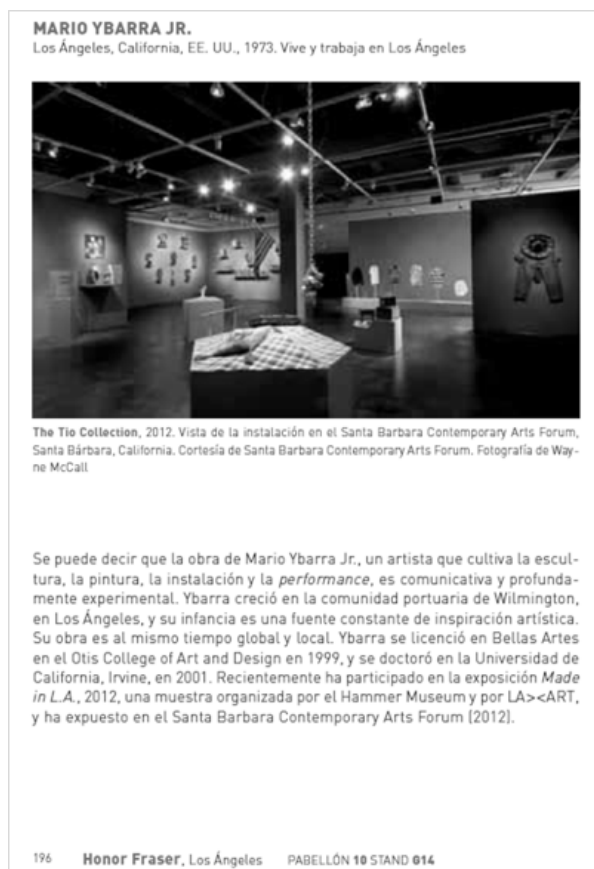 MARIO YBARRA JR.
Los Ángeles, California, EE. UU., 1973. Vive y trabaja en Los Ángeles
The Tio Collection, 2012. Vista de la instalación en el Santa Barbara Contemporary Arts Forum,
Santa Bárbara, California. Cortesía de Santa Barbara Contemporary Arts Forum. Fotografía de Way-
ne McCall
Se puede decir que la obra de Mario Ybarra Jr., un artista que cultiva la escul-
tura, la pintura, la instalación y la performance, es comunicativa y profunda-
mente experimental. Ybarra creció en la comunidad portuaria de Wilmington,
en Los Ángeles, y su infancia es una fuente constante de inspiración artística.
Su obra es al mismo tiempo global y local. Ybarra se licenció en Bellas Artes
en el Otis College of Art and Design en 1999, y se doctoró en la Universidad de
California, Irvine, en 2001. Recientemente ha participado en la exposición Made
in L.A., 2012, una muestra organizada por el Hammer Museum y por LA><ART,
y ha expuesto en el Santa Barbara Contemporary Arts Forum (2012).
196 Honor Fraser, Los Ángeles PABELLÓN 10 STAND G14